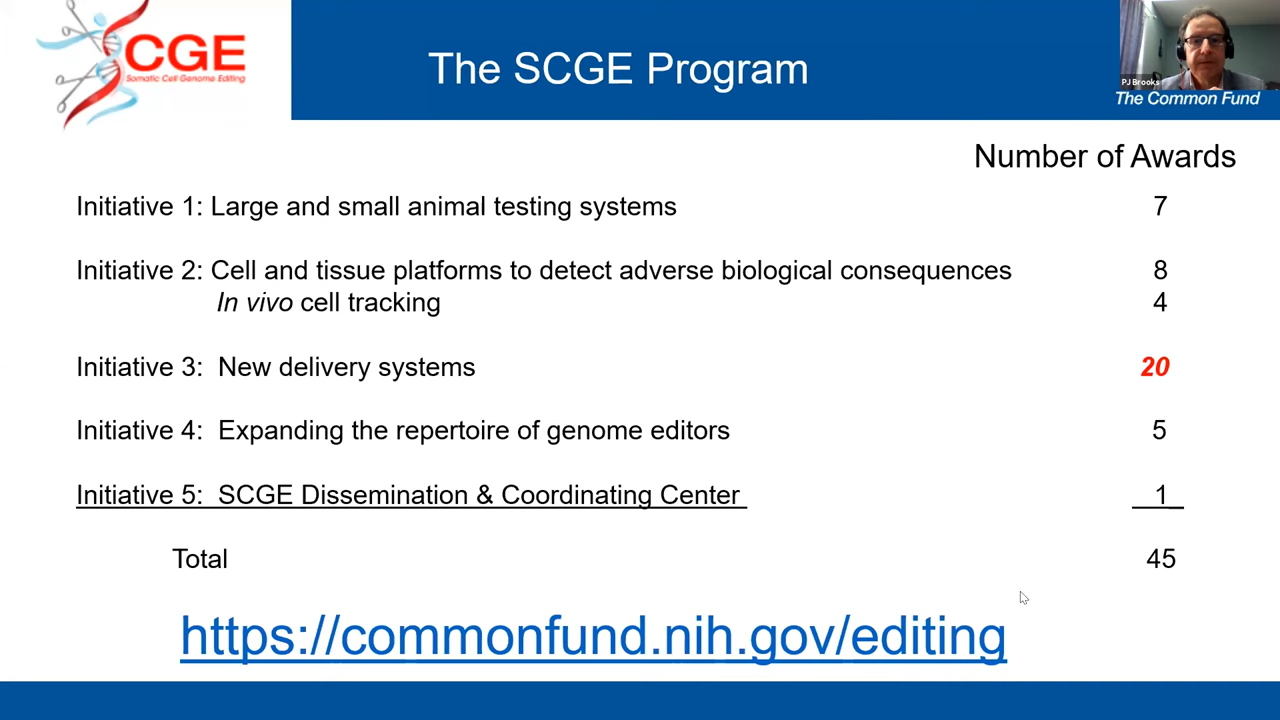 CGE
Somatic Cell Genome Editing
The SCGE Program
PJ Brooks
The Common Fund
Number of Awards
Initiative 1: Large and small animal testing systems 7
Initiative 2: Cell and tissue platforms to detect adverse biological consequences 8
In vivo cell tracking 4
Initiative 3: New delivery systems 20
Initiative 4: Expanding the repertoire of genome editors 5
Initiative 5: SCGE Dissemination & Coordinating Center 1
Total 45
https://commonfund.nih.gov/editing